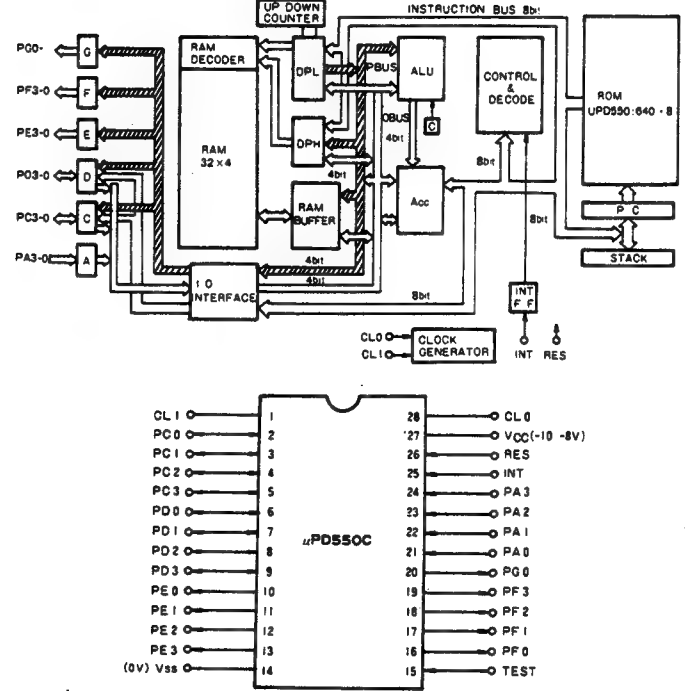 UP DOWN
COUNTER
INSTRUCTION BUS 8bit
PG0-
G
RAM
DECODER
DPL
PBUS
ALU
CONTROL
&
DECODE
ROM
UPD550:640 × 8
PF3-0
F
PE3-0
E
RAM
32×4
DPH
OBUS
4bit
C
4bit
8bit
PO3-0
D
RAM
BUFFER
Acc
PC3-0
C
8bit
P C
STACK
PA3-0
A
4bit
4bit
8bit
I O
INTERFACE
INT
F F
CL0
CL1
CLOCK
GENERATOR
INT
RES
μPD550C
CL1 1
PC0 2
PC1 3
PC2 4
PC3 5
PD0 6
PD1 7
PD2 8
PD3 9
PE0 10
PE1 11
PE2 12
PE3 13
(0V) Vss 14
28 CL0
27 VCC(-10 -8V)
26 RES
25 INT
24 PA3
23 PA2
22 PA1
21 PA0
20 PG0
19 PF3
18 PF2
17 PF1
16 PF0
15 TEST